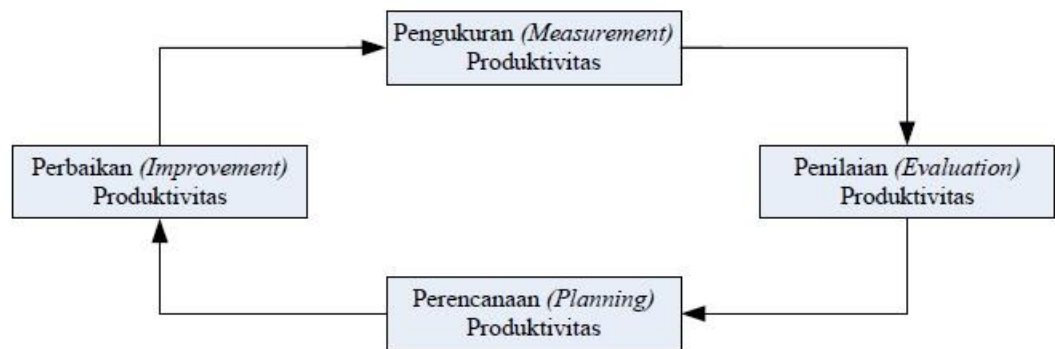 Pengukuran (Measurement)
Produktivitas
Perbaikan (Improvement)
Produktivitas
Penilaian (Evaluation)
Produktivitas
Perencanaan (Planning)
Produktivitas